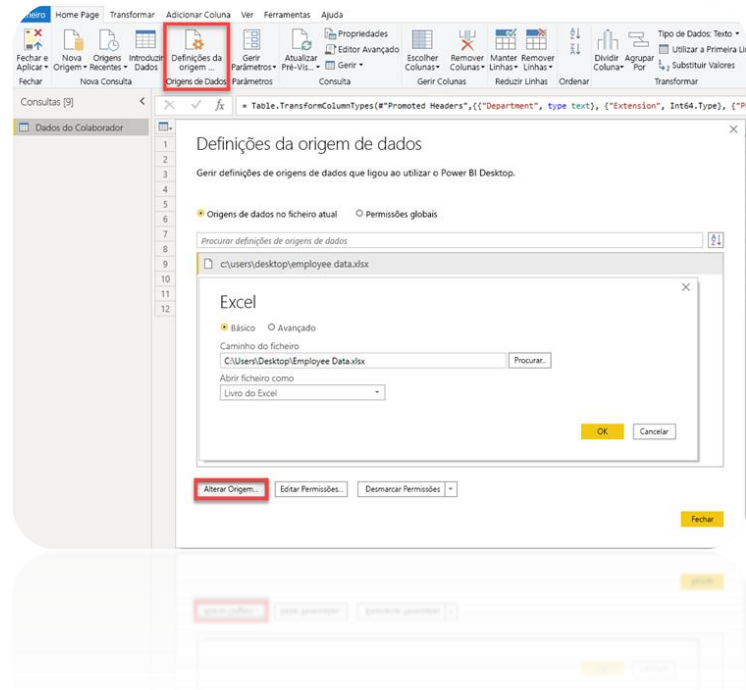 Home Page Transformar Adicionar Coluna Ver Ferramentas Ajuda
Fechar e Aplicar
Nova Origem
Origens Recentes
Introduzir Dados
Definições da origem ...
Gerir Parâmetros
Atualizar Pré-Vis...
Propriedades
Editor Avançado
Gerir
Escolher Colunas
Remover Colunas
Manter Linhas
Remover Linhas
Dividir Coluna
Agrupar Por
Tipo de Dados: Texto
Utilizar a Primeira
Substituir Valores
Fechar Nova Consulta Origens de Dados Parâmetros Consulta Gerir Colunas Reduzir Linhas Ordenar Transformar
Consultas [9]
fx = Table.TransformColumnTypes(#"Promoted Headers",{{"Department", type text}, {"Extension", Int64.Type}, {"
Dados do Colaborador
1
2
3
4
5
6
7
8
9
10
11
12
Definições da origem de dados
Gerir definições de origens de dados que ligou ao utilizar o Power BI Desktop.
Origens de dados no ficheiro atual Permissões globais
Procurar definições de origens de dados
c:\users\desktop\employee data.xlsx
Excel
Básico Avançado
Caminho do ficheiro
C:\Users\Desktop\Employee Data.xlsx Procurar..
Abrir ficheiro como
Livro do Excel
OK Cancelar
Alterar Origem... Editar Permissões.. Desmarcar Permissões
Fechar